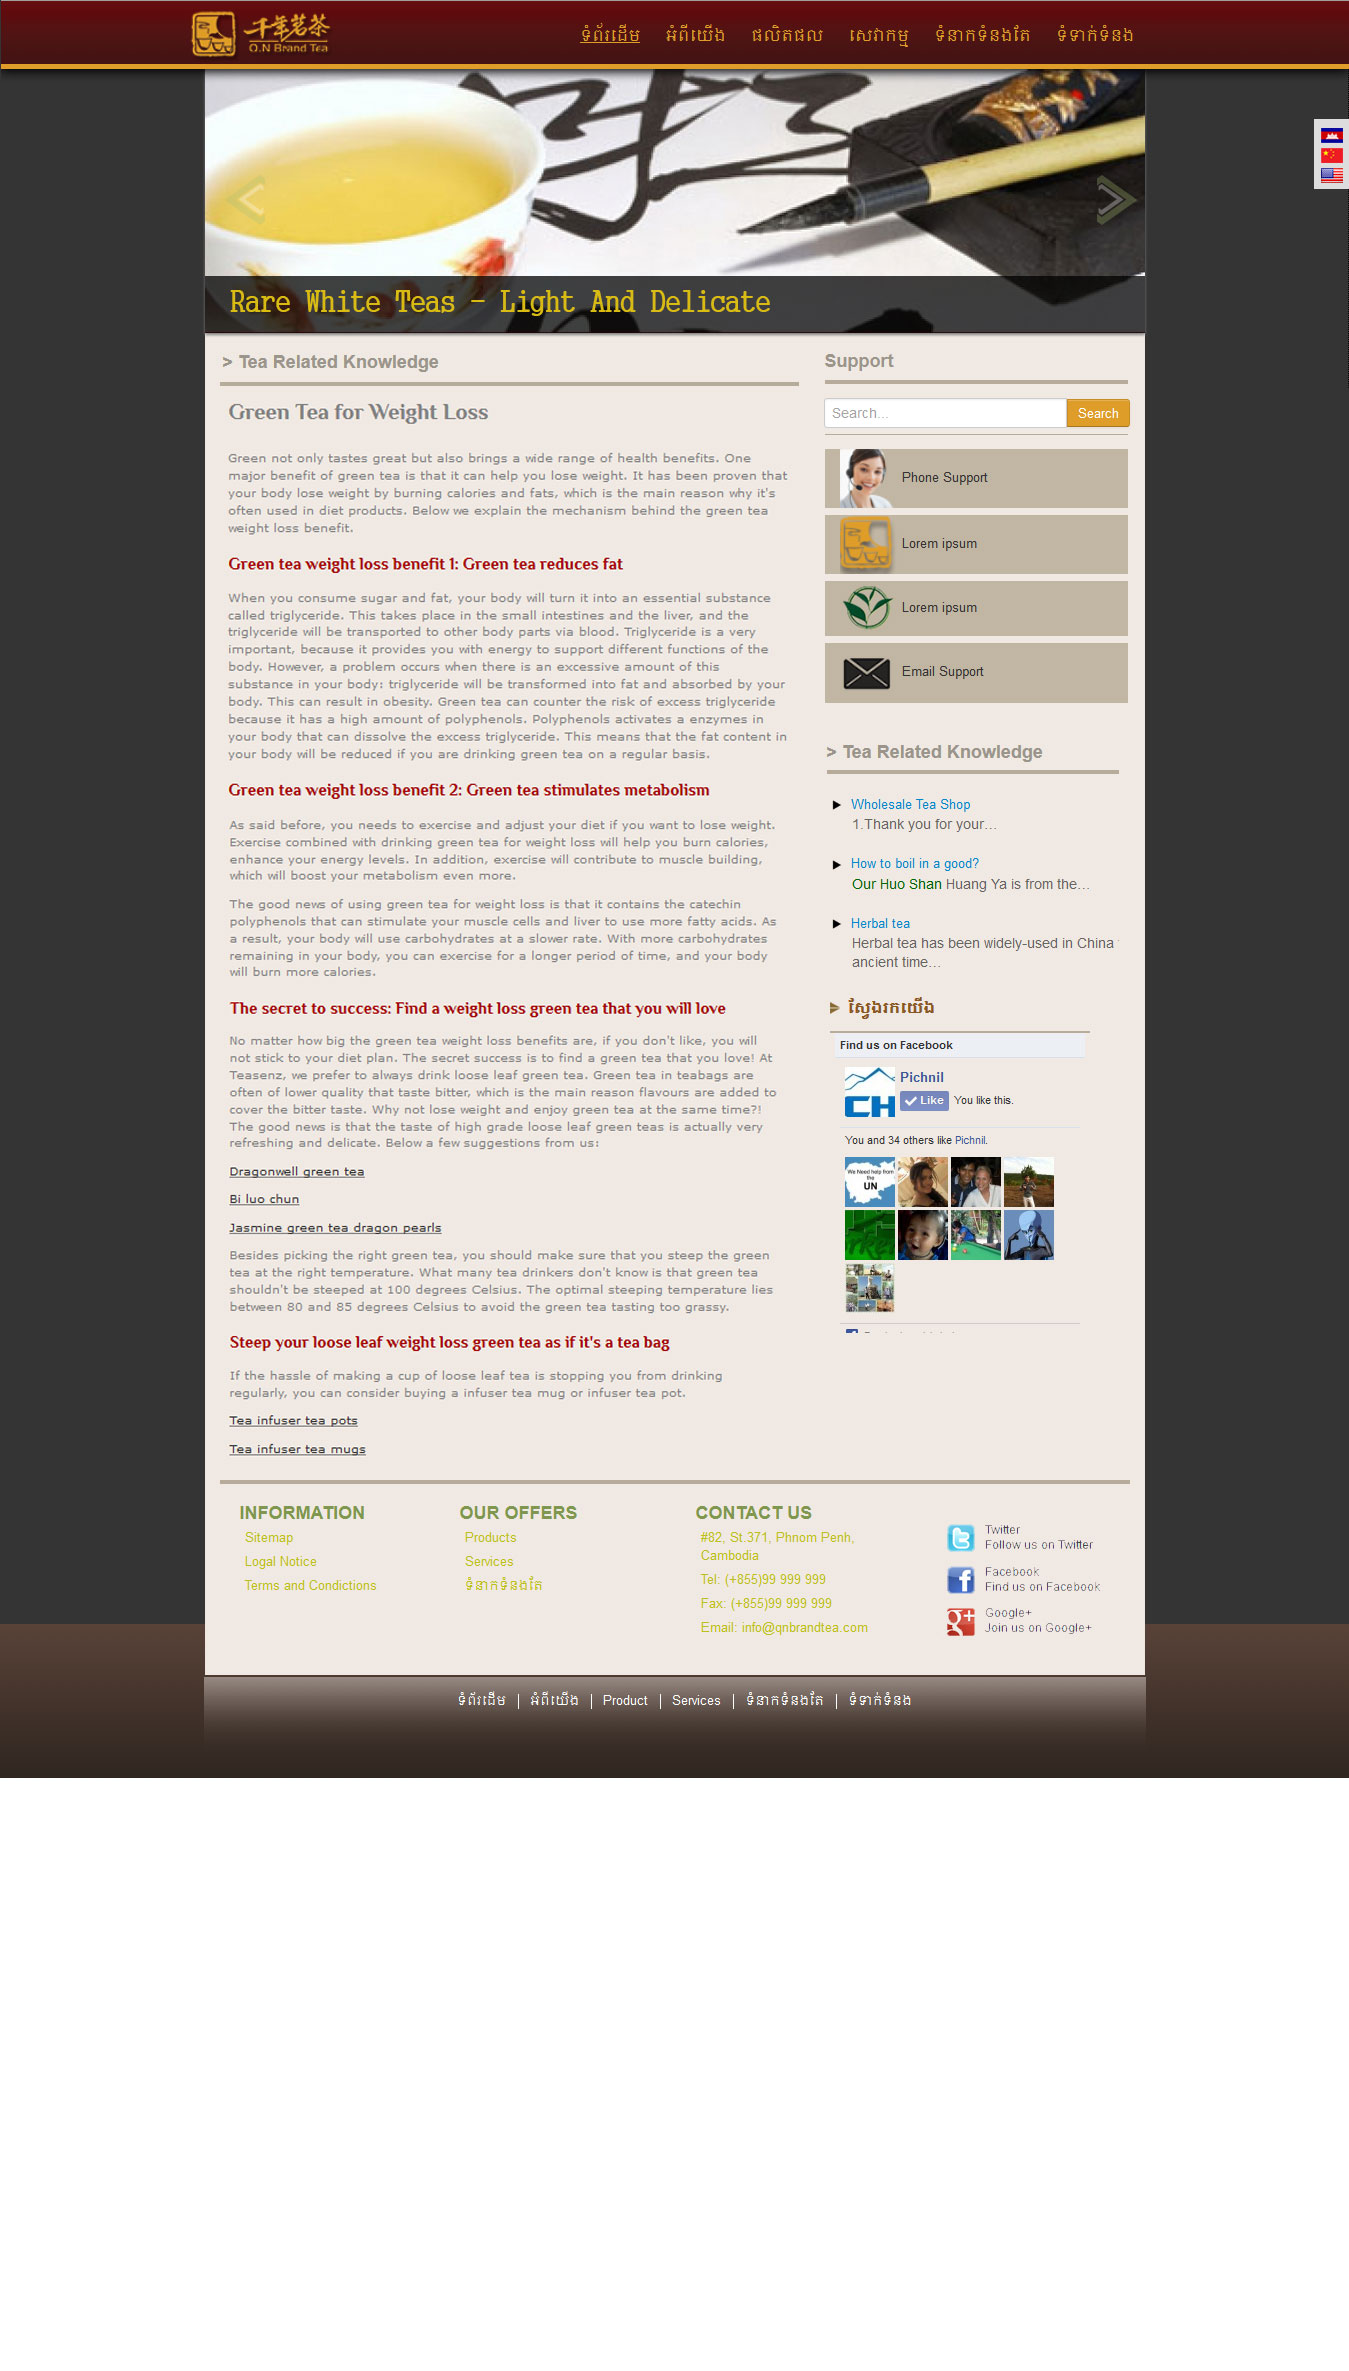 千年茗茶
Q.N Brand Tea
ទំព័រដើម
អំពីយើង
ផលិតផល
សេវាកម្ម
ទំនាកទំនងតែ
ទំទាក់ទំនង
Rare White Teas - Light And Delicate
> Tea Related Knowledge
Green Tea for Weight Loss
Green not only tastes great but also brings a wide range of health benefits. One
major benefit of green tea is that it can help you lose weight. It has been proven that
your body lose weight by burning calories and fats, which is the main reason why it's
often used in diet products. Below we explain the mechanism behind the green tea
weight loss benefit.
Green tea weight loss benefit 1: Green tea reduces fat
When you consume sugar and fat, your body will turn it into an essential substance
called triglyceride. This takes place in the small intestines and the liver, and the
triglyceride will be transported to other body parts via blood. Triglyceride is a very
important, because it provides you with energy to support different functions of the
body. However, a problem occurs when there is an excessive amount of this
substance in your body: triglyceride will be transformed into fat and absorbed by your
body. This can result in obesity. Green tea can counter the risk of excess triglyceride
because it has a high amount of polyphenols. Polyphenols activates a enzymes in
your body that can dissolve the excess triglyceride. This means that the fat content in
your body will be reduced if you are drinking green tea on a regular basis.
Green tea weight loss benefit 2: Green tea stimulates metabolism
As said before, you needs to exercise and adjust your diet if you want to lose weight.
Exercise combined with drinking green tea for weight loss will help you burn calories,
enhance your energy levels. In addition, exercise will contribute to muscle building,
which will boost your metabolism even more.
The good news of using green tea for weight loss is that it contains the catechin
polyphenols that can stimulate your muscle cells and liver to use more fatty acids. As
a result, your body will use carbohydrates at a slower rate. With more carbohydrates
remaining in your body, you can exercise for a longer period of time, and your body
will burn more calories.
The secret to success: Find a weight loss green tea that you will love
No matter how big the green tea weight loss benefits are, if you don't like, you will
not stick to your diet plan. The secret success is to find a green tea that you love! At
Teasenz, we prefer to always drink loose leaf green tea. Green tea in teabags are
often of lower quality that taste bitter, which is the main reason flavours are added to
cover the bitter taste. Why not lose weight and enjoy green tea at the same time?!
The good news is that the taste of high grade loose leaf green teas is actually very
refreshing and delicate. Below a few suggestions from us:
Dragonwell green tea
Bi luo chun
Jasmine green tea dragon pearls
Besides picking the right green tea, you should make sure that you steep the green
tea at the right temperature. What many tea drinkers don't know is that green tea
shouldn't be steeped at 100 degrees Celsius. The optimal steeping temperature lies
between 80 and 85 degrees Celsius to avoid the green tea tasting too grassy.
Steep your loose leaf weight loss green tea as if it's a tea bag
If the hassle of making a cup of loose leaf tea is stopping you from drinking
regularly, you can consider buying a infuser tea mug or infuser tea pot.
Tea infuser tea pots
Tea infuser tea mugs
Support
Search...
Search
Phone Support
Lorem ipsum
Lorem ipsum
Email Support
> Tea Related Knowledge
Wholesale Tea Shop
1.Thank you for your...
How to boil in a good?
Our Huo Shan Huang Ya is from the...
Herbal tea
Herbal tea has been widely-used in China
ancient time...
ស្វែងរកយើង
Find us on Facebook
CH
Pichnil
Like
You like this.
You and 34 others like Pichnil.
We Need help from
the
UN
INFORMATION
Sitemap
Logal Notice
Terms and Condictions
OUR OFFERS
Products
Services
ទំនាកទំនងតែ
CONTACT US
#82, St.371, Phnom Penh,
Cambodia
Tel: (+855)99 999 999
Fax: (+855)99 999 999
Email: info@qnbrandtea.com
Twitter
Follow us on Twitter
Facebook
Find us on Facebook
Google+
Join us on Google+
ទំព័រដើម | អំពីយើង | Product | Services | ទំនាកទំនងតែ | ទំទាក់ទំនង